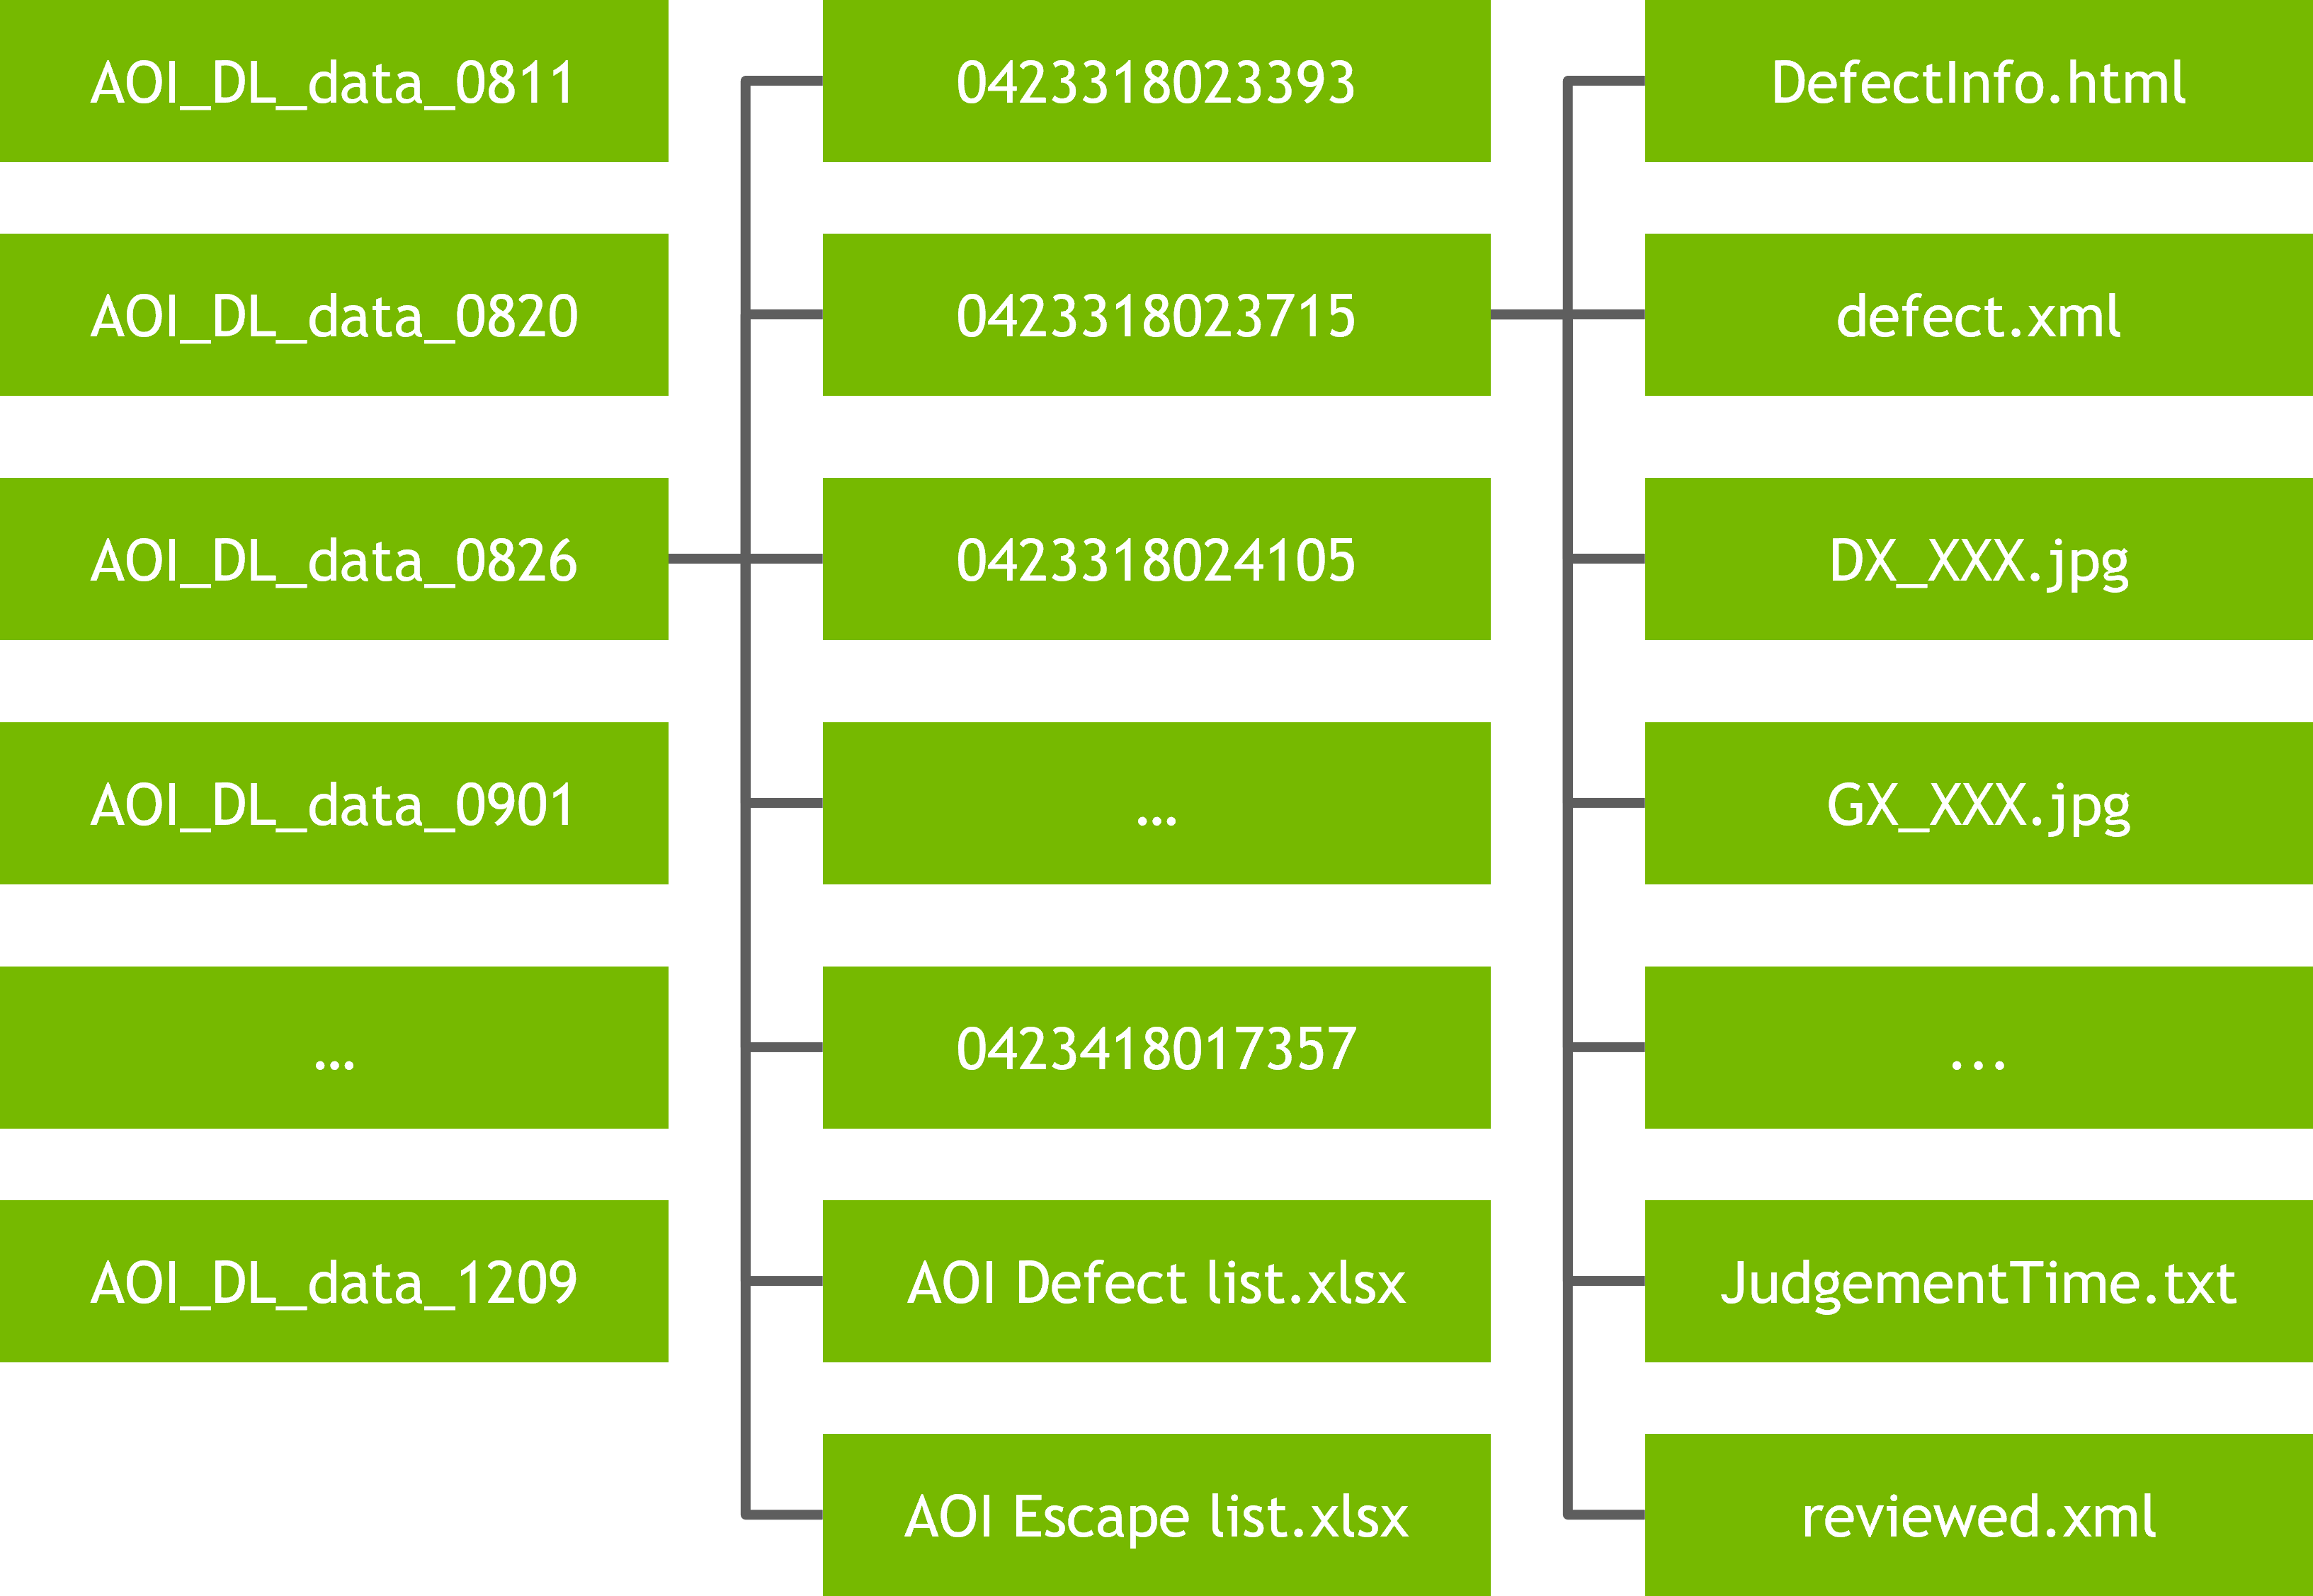 AOI_DL_data_0811
AOI_DL_data_0820
AOI_DL_data_0826
AOI_DL_data_0901
...
AOI_DL_data_1209
0423318023393
0423318023715
0423318024105
...
0423418017357
AOI Defect list.xlsx
AOI Escape list.xlsx
DefectInfo.html
defect.xml
DX_XXX.jpg
GX_XXX.jpg
...
JudgementTime.txt
reviewed.xml